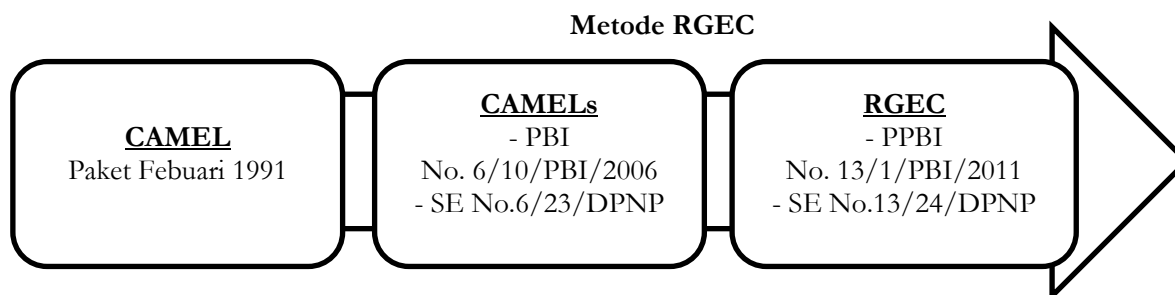 Metode RGEC
CAMEL
Paket Febuari 1991
CAMELs
- PBI
No. 6/10/PBI/2006
- SE No.6/23/DPNP
RGEC
- PPBI
No. 13/1/PBI/2011
- SE No.13/24/DPNP